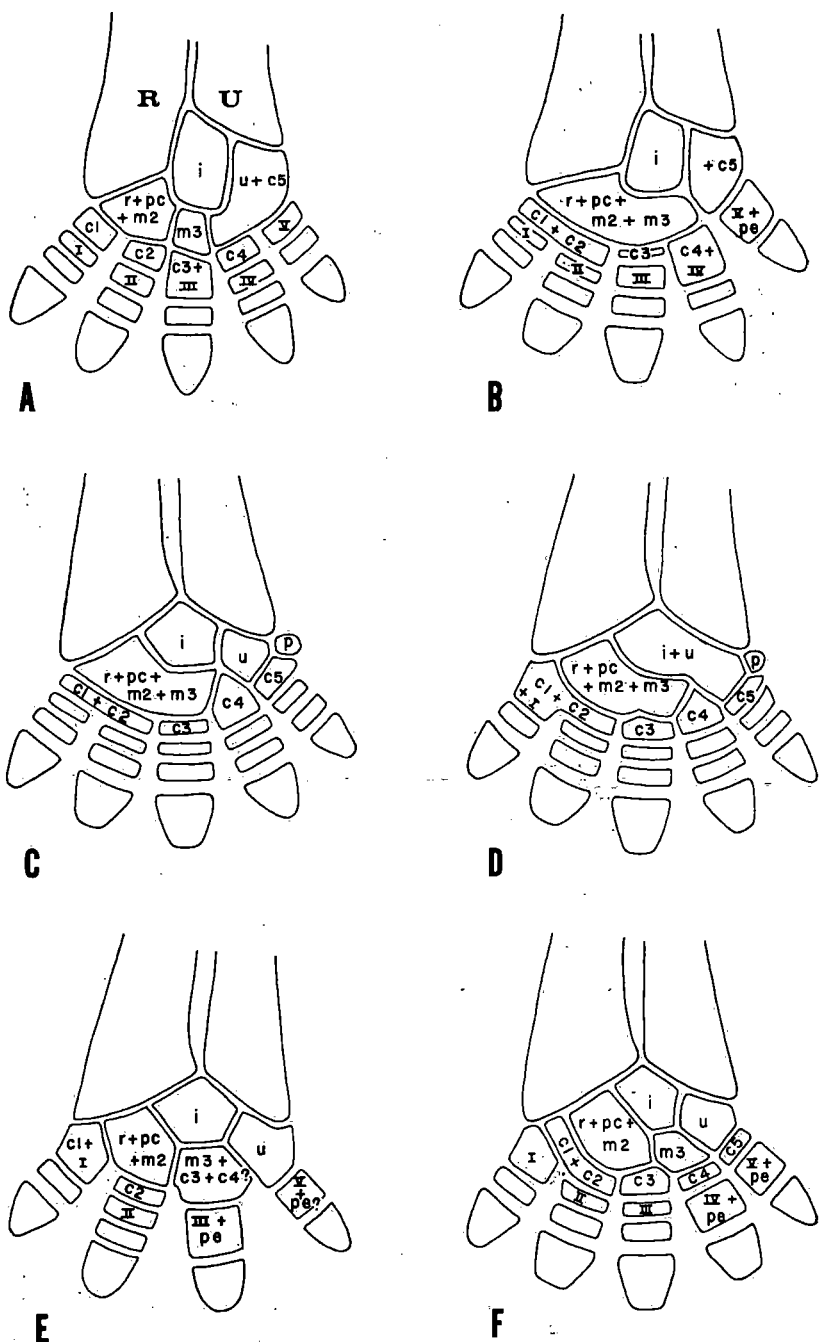 R U
i
r+pc
+m2
u+c5
m3
c1
I
c2
II
c3+
III
c4
IV
V
A
i
+c5
r+pc+
m2+m3
V+
pe
c1+c2
I
II
c3
III
c4+
IV
B
i
u
p
r+pc+
m2+m3
c5
c1+c2
c3
c4
C
i+u
p
r+pc
+m2+m3
c5
c1+c2
+I
c3
c4
D
i
r+pc
+m2
u
c1+
I
m3+
c3+c4?
c2
II
III+
pe
V
+
pe?
E
i
r+pc+
m2
u
m3
c5
I
c1+c2
c3
c4
V+
pe
II
III
IV+
pe
F